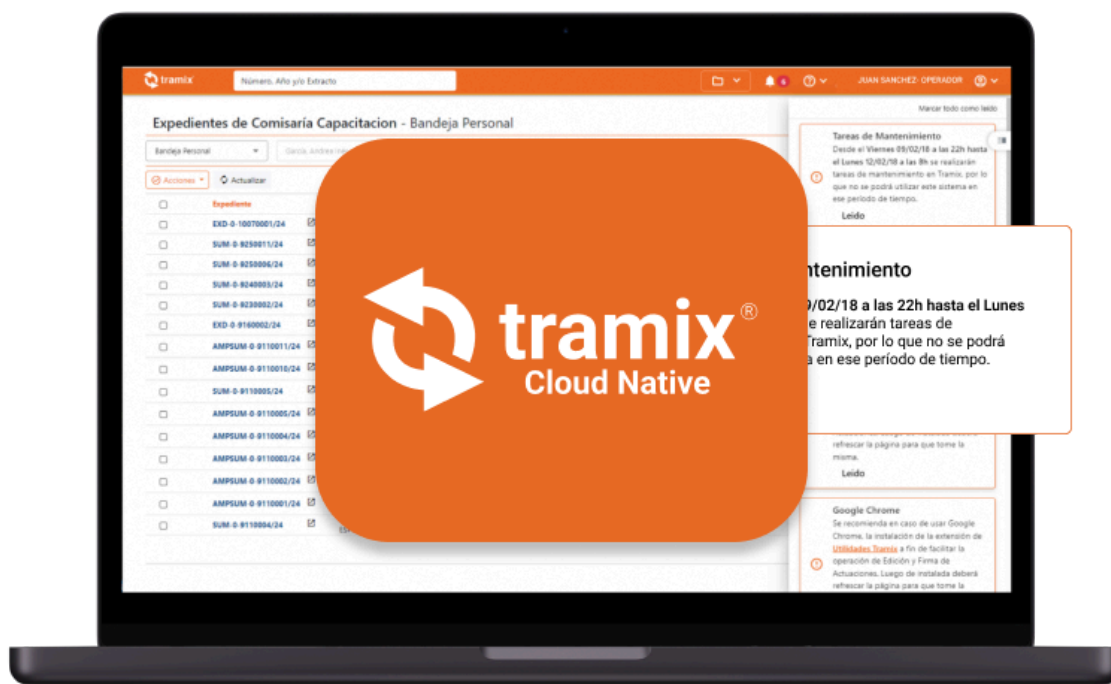 tramix
Número, Año y/o Extracto
6
JUAN SANCHEZ- OPERADOR
Expedientes de Comisaría Capacitacion - Bandeja Personal
Bandeja Personal
García, Andrea
Acciones
Actualizar
Expediente
EXD-0-10070001/24
SUM-0-9250011/24
SUM-0-9250006/24
SUM-0-9240003/24
SUM-0-9230002/24
EXD-0-9160002/24
AMPSUM-0-9110011/24
AMPSUM-0-9110010/24
SUM-0-9110005/24
AMPSUM-0-9110005/24
AMPSUM-0-9110004/24
AMPSUM-0-9110003/24
AMPSUM-0-9110002/24
AMPSUM-0-9110001/24
SUM-0-9110004/24
tramix®
Cloud Native
Marcar todo como leído
Tareas de Mantenimiento
Desde el Viernes 09/02/18 a las 22h hasta
el Lunes 12/02/18 a las 8h se realizarán
tareas de mantenimiento en Tramix, por lo
que no se podrá utilizar este sistema en
ese período de tiempo.
Leído
ntenimiento
9/02/18 a las 22h hasta el Lunes
e realizarán tareas de
Tramix, por lo que no se podrá
a en ese período de tiempo.
refrescar la página para que tome la
misma.
Leído
Google Chrome
Se recomienda en caso de usar Google
Chrome, la instalación de la extensión de
Utilidades Tramix a fin de facilitar la
operación de Edición y Firma de
Actuaciones. Luego de instalada deberá
refrescar la página para que tome la